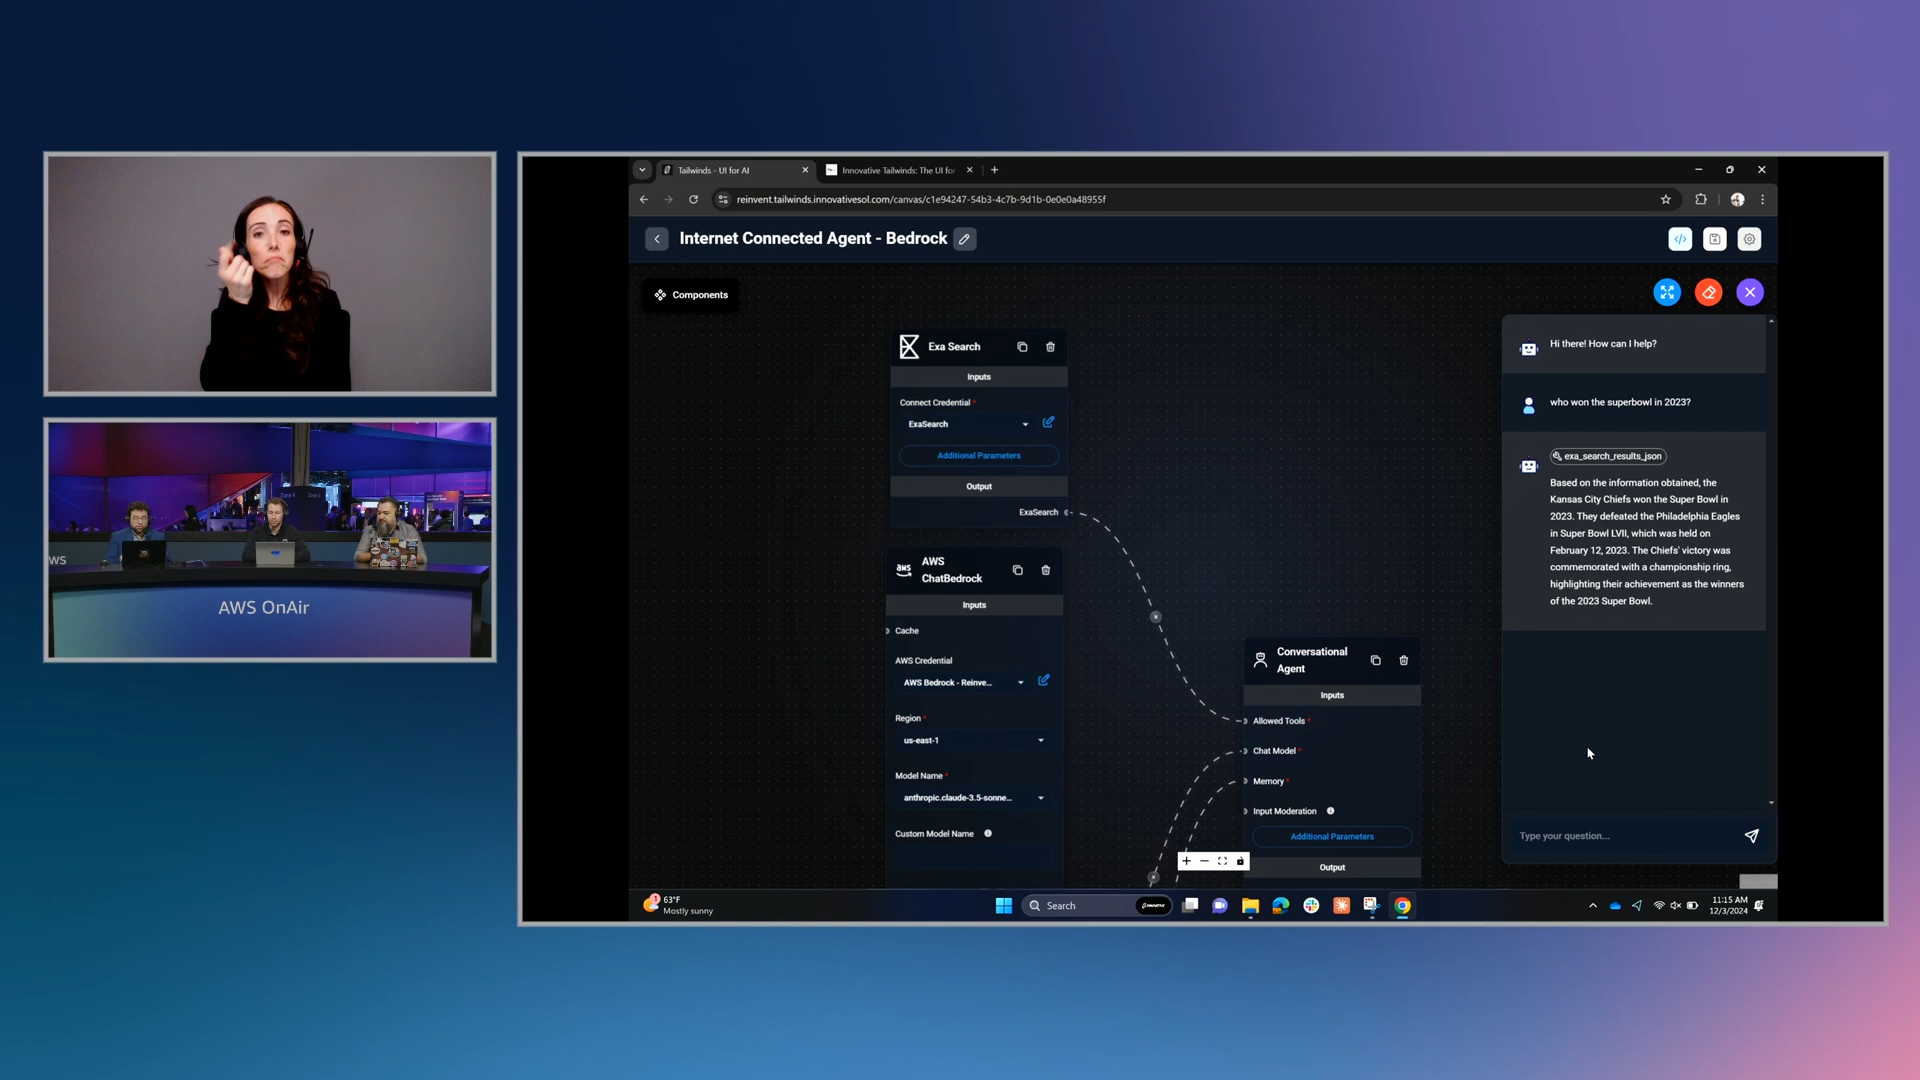 Tailwinds - UI for AI
Innovative Tailwinds: The UI fo
reinvent.tailwinds.innovativesol.com/canvas/c1e94247-54b3-4c7b-9d1b-0e0e0a48955f
Internet Connected Agent - Bedrock
Components
Exa Search
Inputs
Connect Credential *
ExaSearch
Additional Parameters
Output
ExaSearch
aws
AWS
ChatBedrock
Inputs
Cache
AWS Credential
AWS Bedrock - Reinve...
Region *
us-east-1
Model Name *
anthropic.claude-3.5-sonne...
Custom Model Name
Conversational
Agent
Inputs
Allowed Tools *
Chat Model *
Memory *
Input Moderation
Additional Parameters
Output
Hi there! How can I help?
who won the superbowl in 2023?
exa_search_results_json
Based on the information obtained, the
Kansas City Chiefs won the Super Bowl in
2023. They defeated the Philadelphia Eagles
in Super Bowl LVII, which was held on
February 12, 2023. The Chiefs' victory was
commemorated with a championship ring,
highlighting their achievement as the winners
of the 2023 Super Bowl.
Type your question...
WS
AWS OnAir
1
63°F
Mostly sunny
Search
11:15 AM
12/3/2024